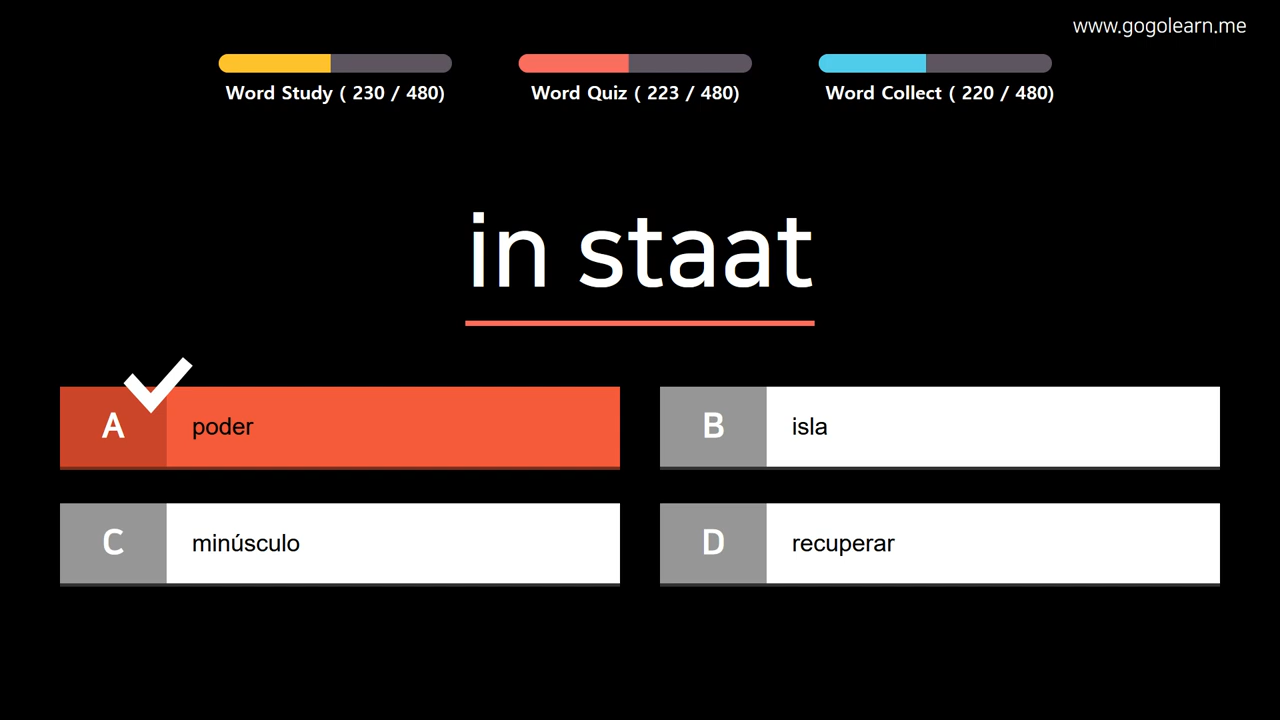 www.gogolearn.me
Word Study ( 230 / 480)
Word Quiz ( 223 / 480)
Word Collect ( 220 / 480)
in staat
A poder
B isla
C minúsculo
D recuperar